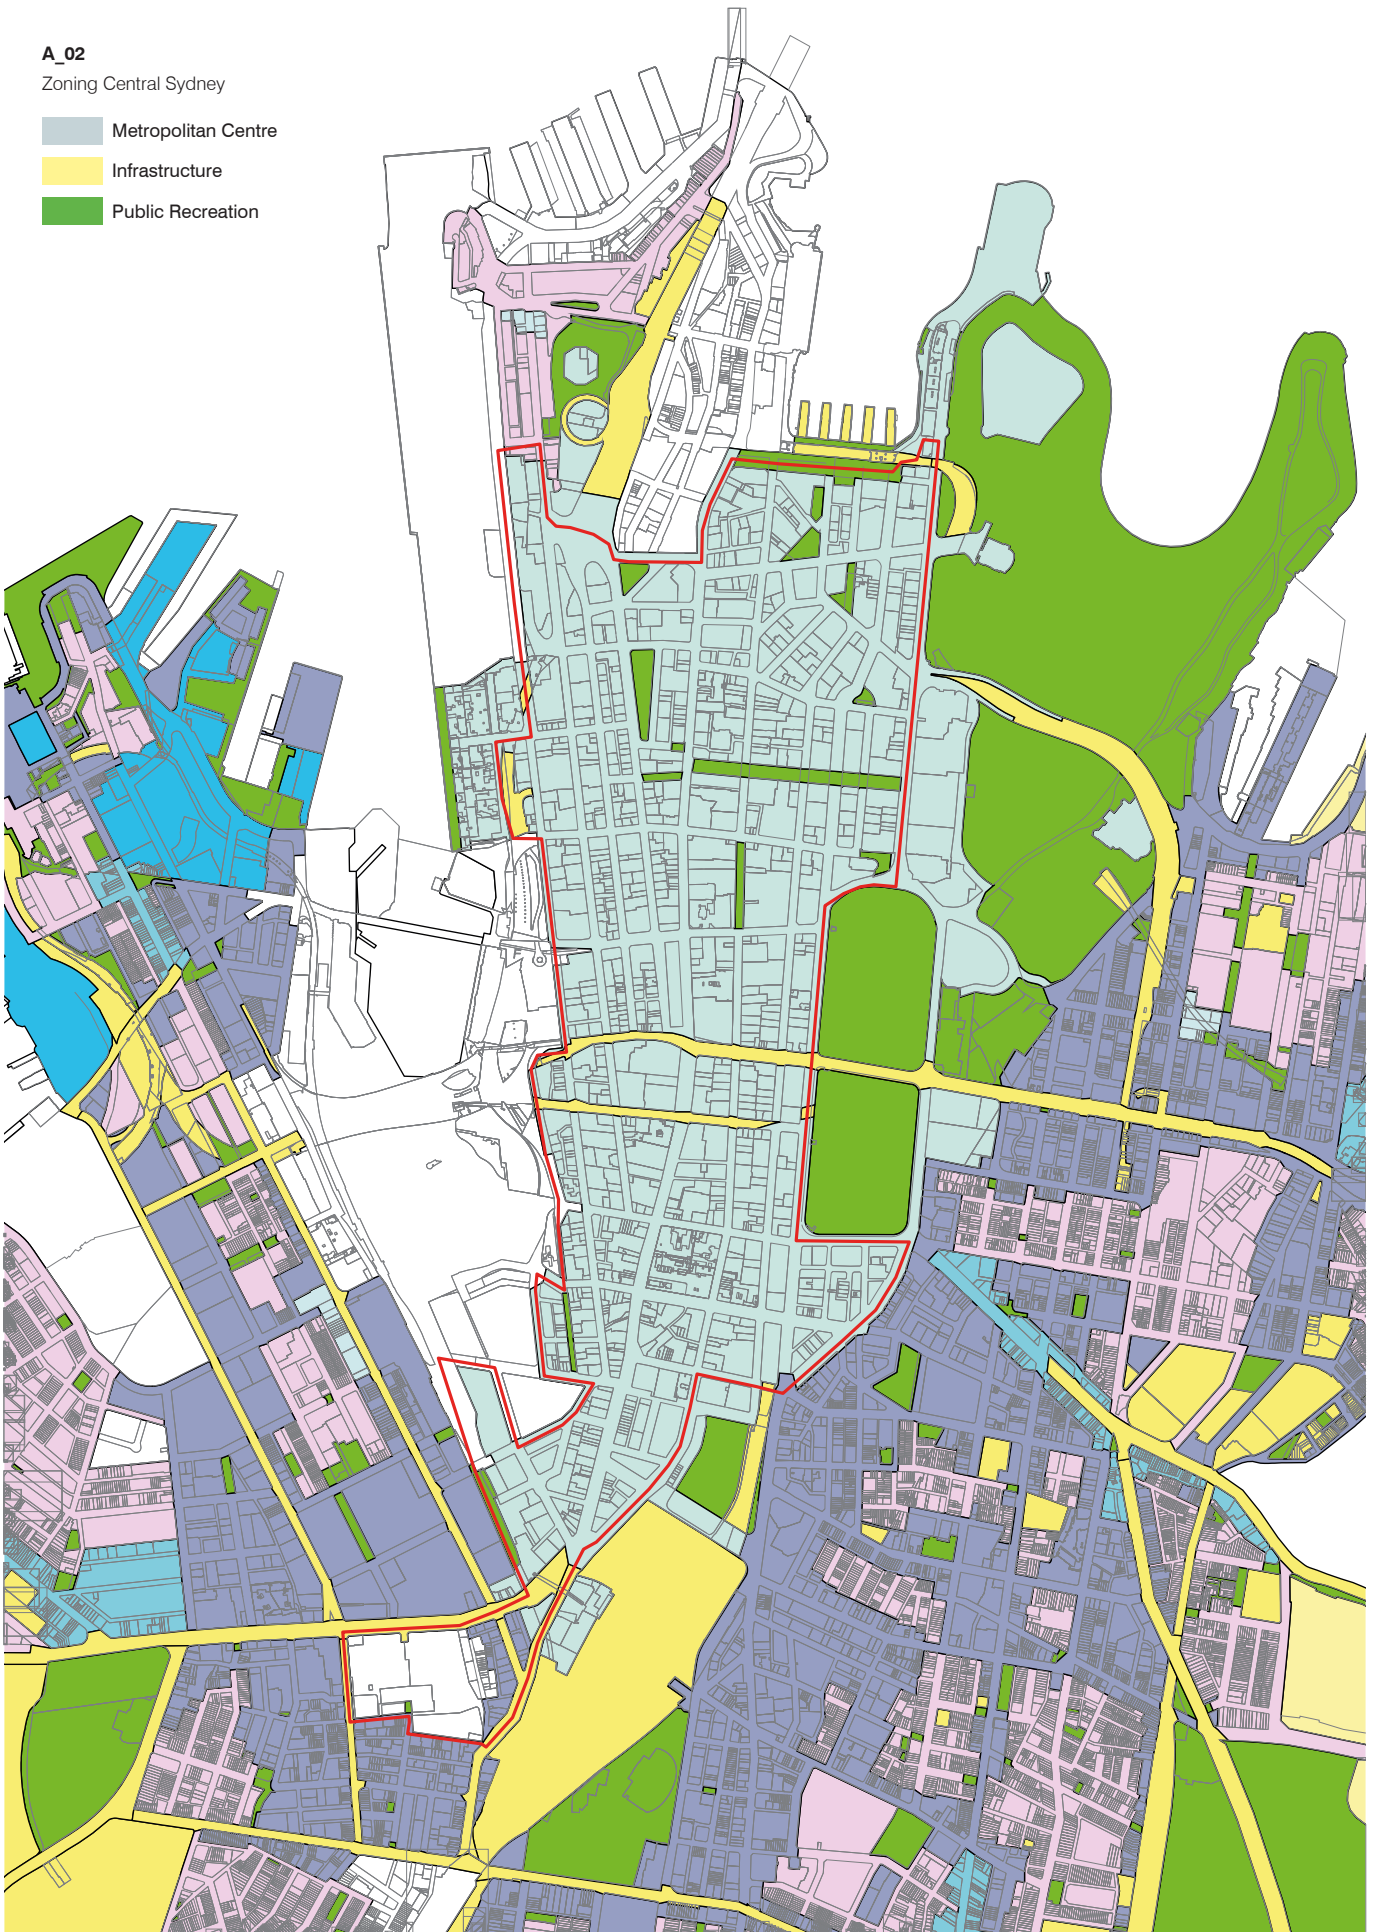 A_02
Zoning Central Sydney
Metropolitan Centre
Infrastructure
Public Recreation